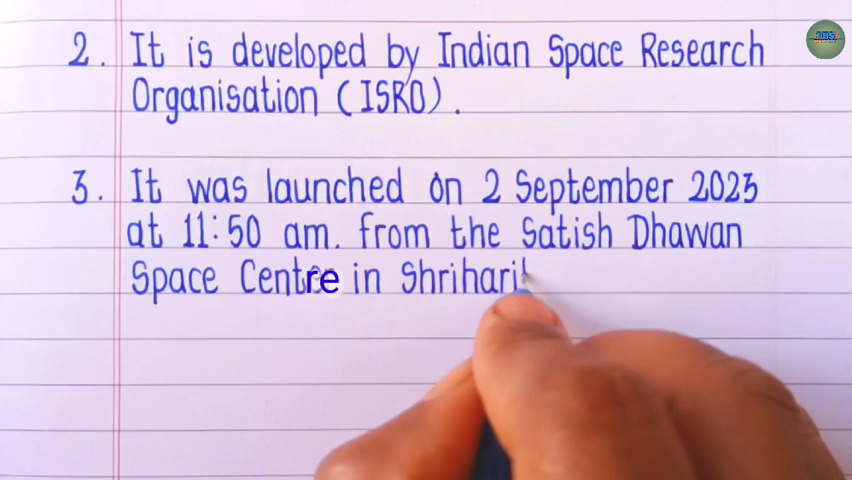 2. It is developed by Indian Space Research
Organisation (ISRO).
3. It was launched on 2 September 2023
at 11:50 am. from the Satish Dhawan
Space Centre in Shrihari